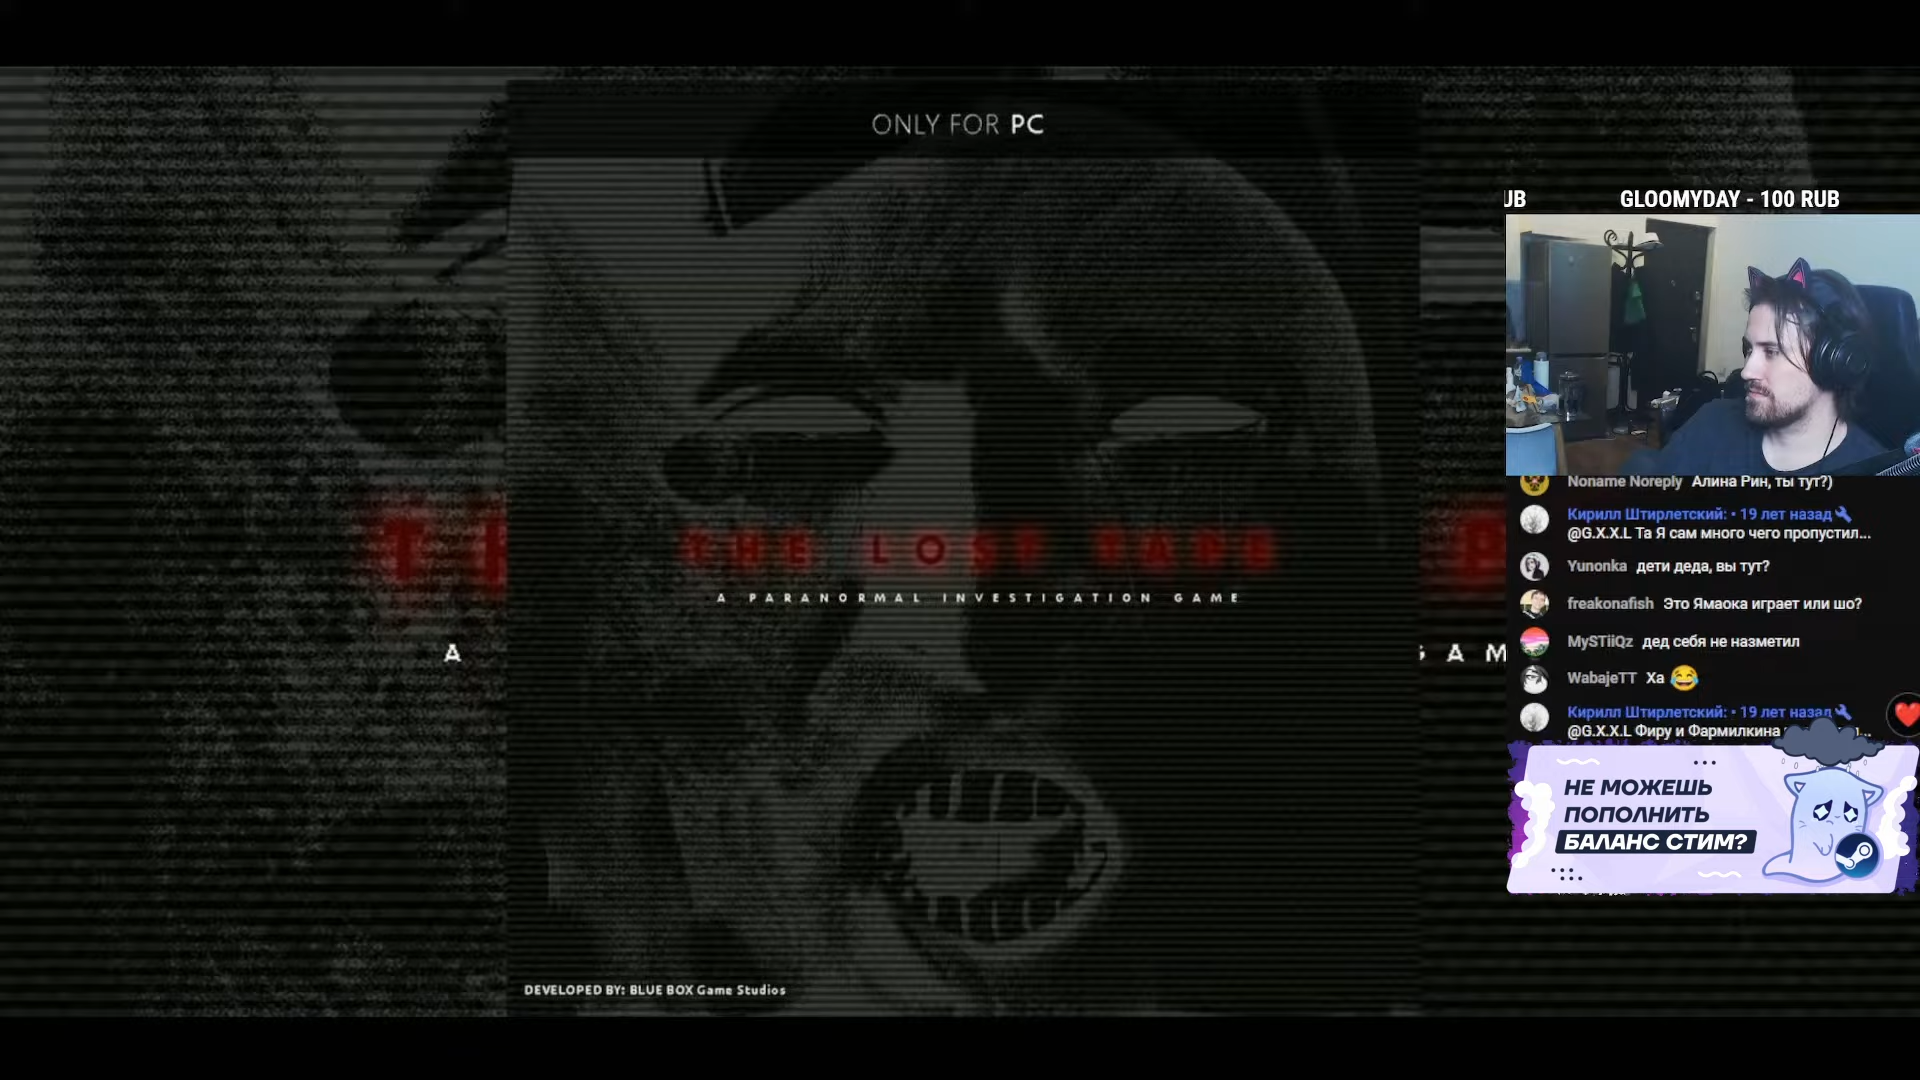 ONLY FOR PC
THE LOST TAPE
A PARANORMAL INVESTIGATION GAME
A
GAM
DEVELOPED BY: BLUE BOX Game Studios
UB
GLOOMYDAY - 100 RUB
Noname Noreply Алина Рин, ты тут?)
Кирилл Штирлетский: • 19 лет назад
@G.X.X.L Та Я сам много чего пропустил...
Yunonka дети деда, вы тут?
freakonafish Это Ямаока играет или шо?
MySTiiQz дед себя не назметил
WabajeTT Ха
Кирилл Штирлетский: • 19 лет назад
@G.X.X.L Фиру и Фармилкина
НЕ МОЖЕШЬ
ПОПОЛНИТЬ
БАЛАНС СТИМ?